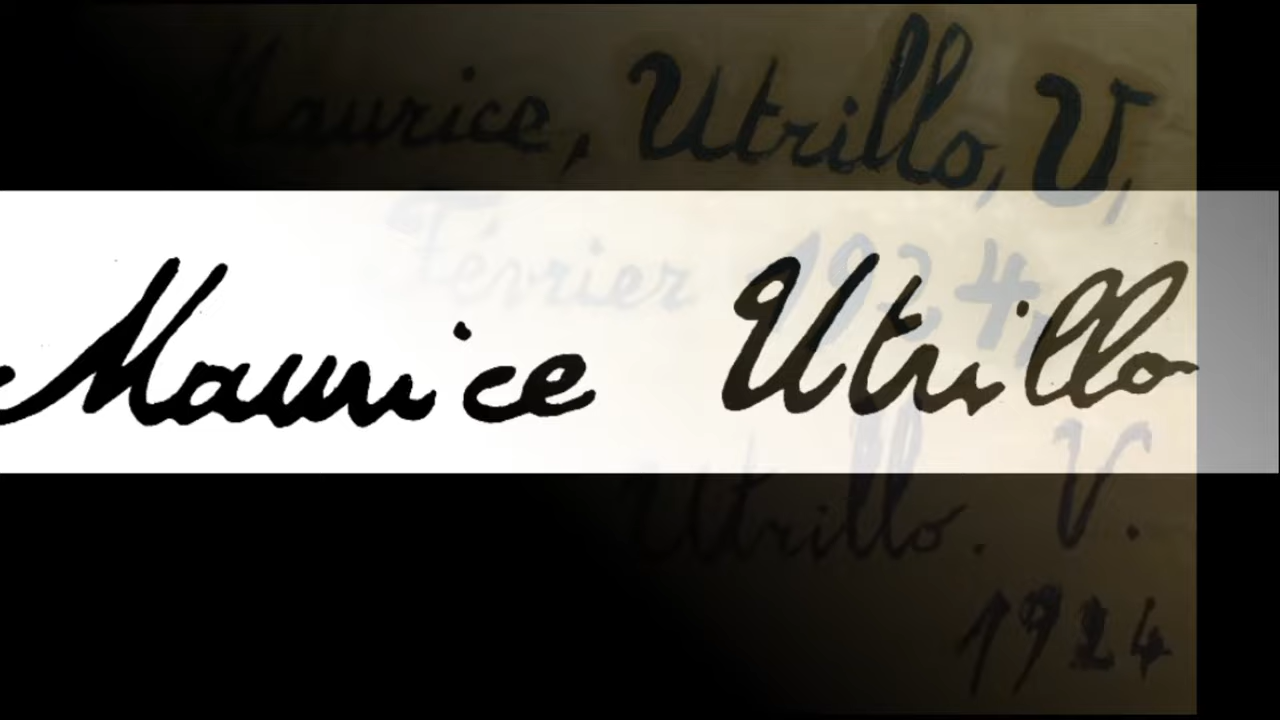 Maurice, Utrillo, V,
Février 1924,
Maurice Utrillo
Utrillo. V.
1924